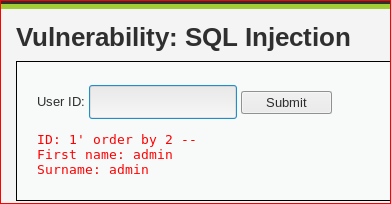 Vulnerability: SQL Injection
User ID: Submit
ID: 1' order by 2 --
First name: admin
Surname: admin